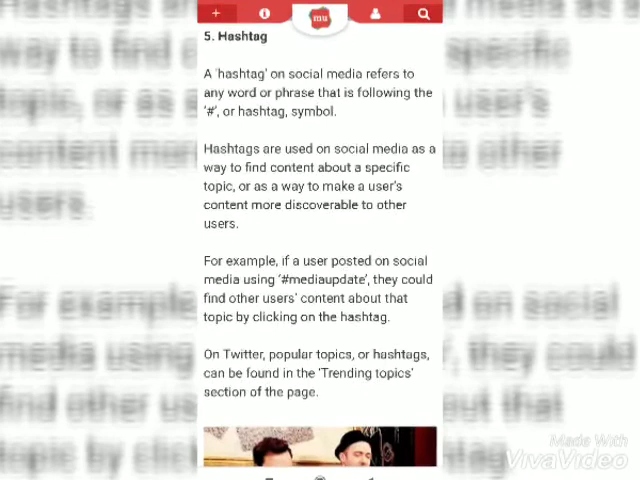 mu
5. Hashtag
A 'hashtag' on social media refers to
any word or phrase that is following the
'#', or hashtag, symbol.
Hashtags are used on social media as a
way to find content about a specific
topic, or as a way to make a user's
content more discoverable to other
users.
For example, if a user posted on social
media using '#mediaupdate', they could
find other users' content about that
topic by clicking on the hashtag.
On Twitter, popular topics, or hashtags,
can be found in the 'Trending topics'
section of the page.
Made With
VivaVideo